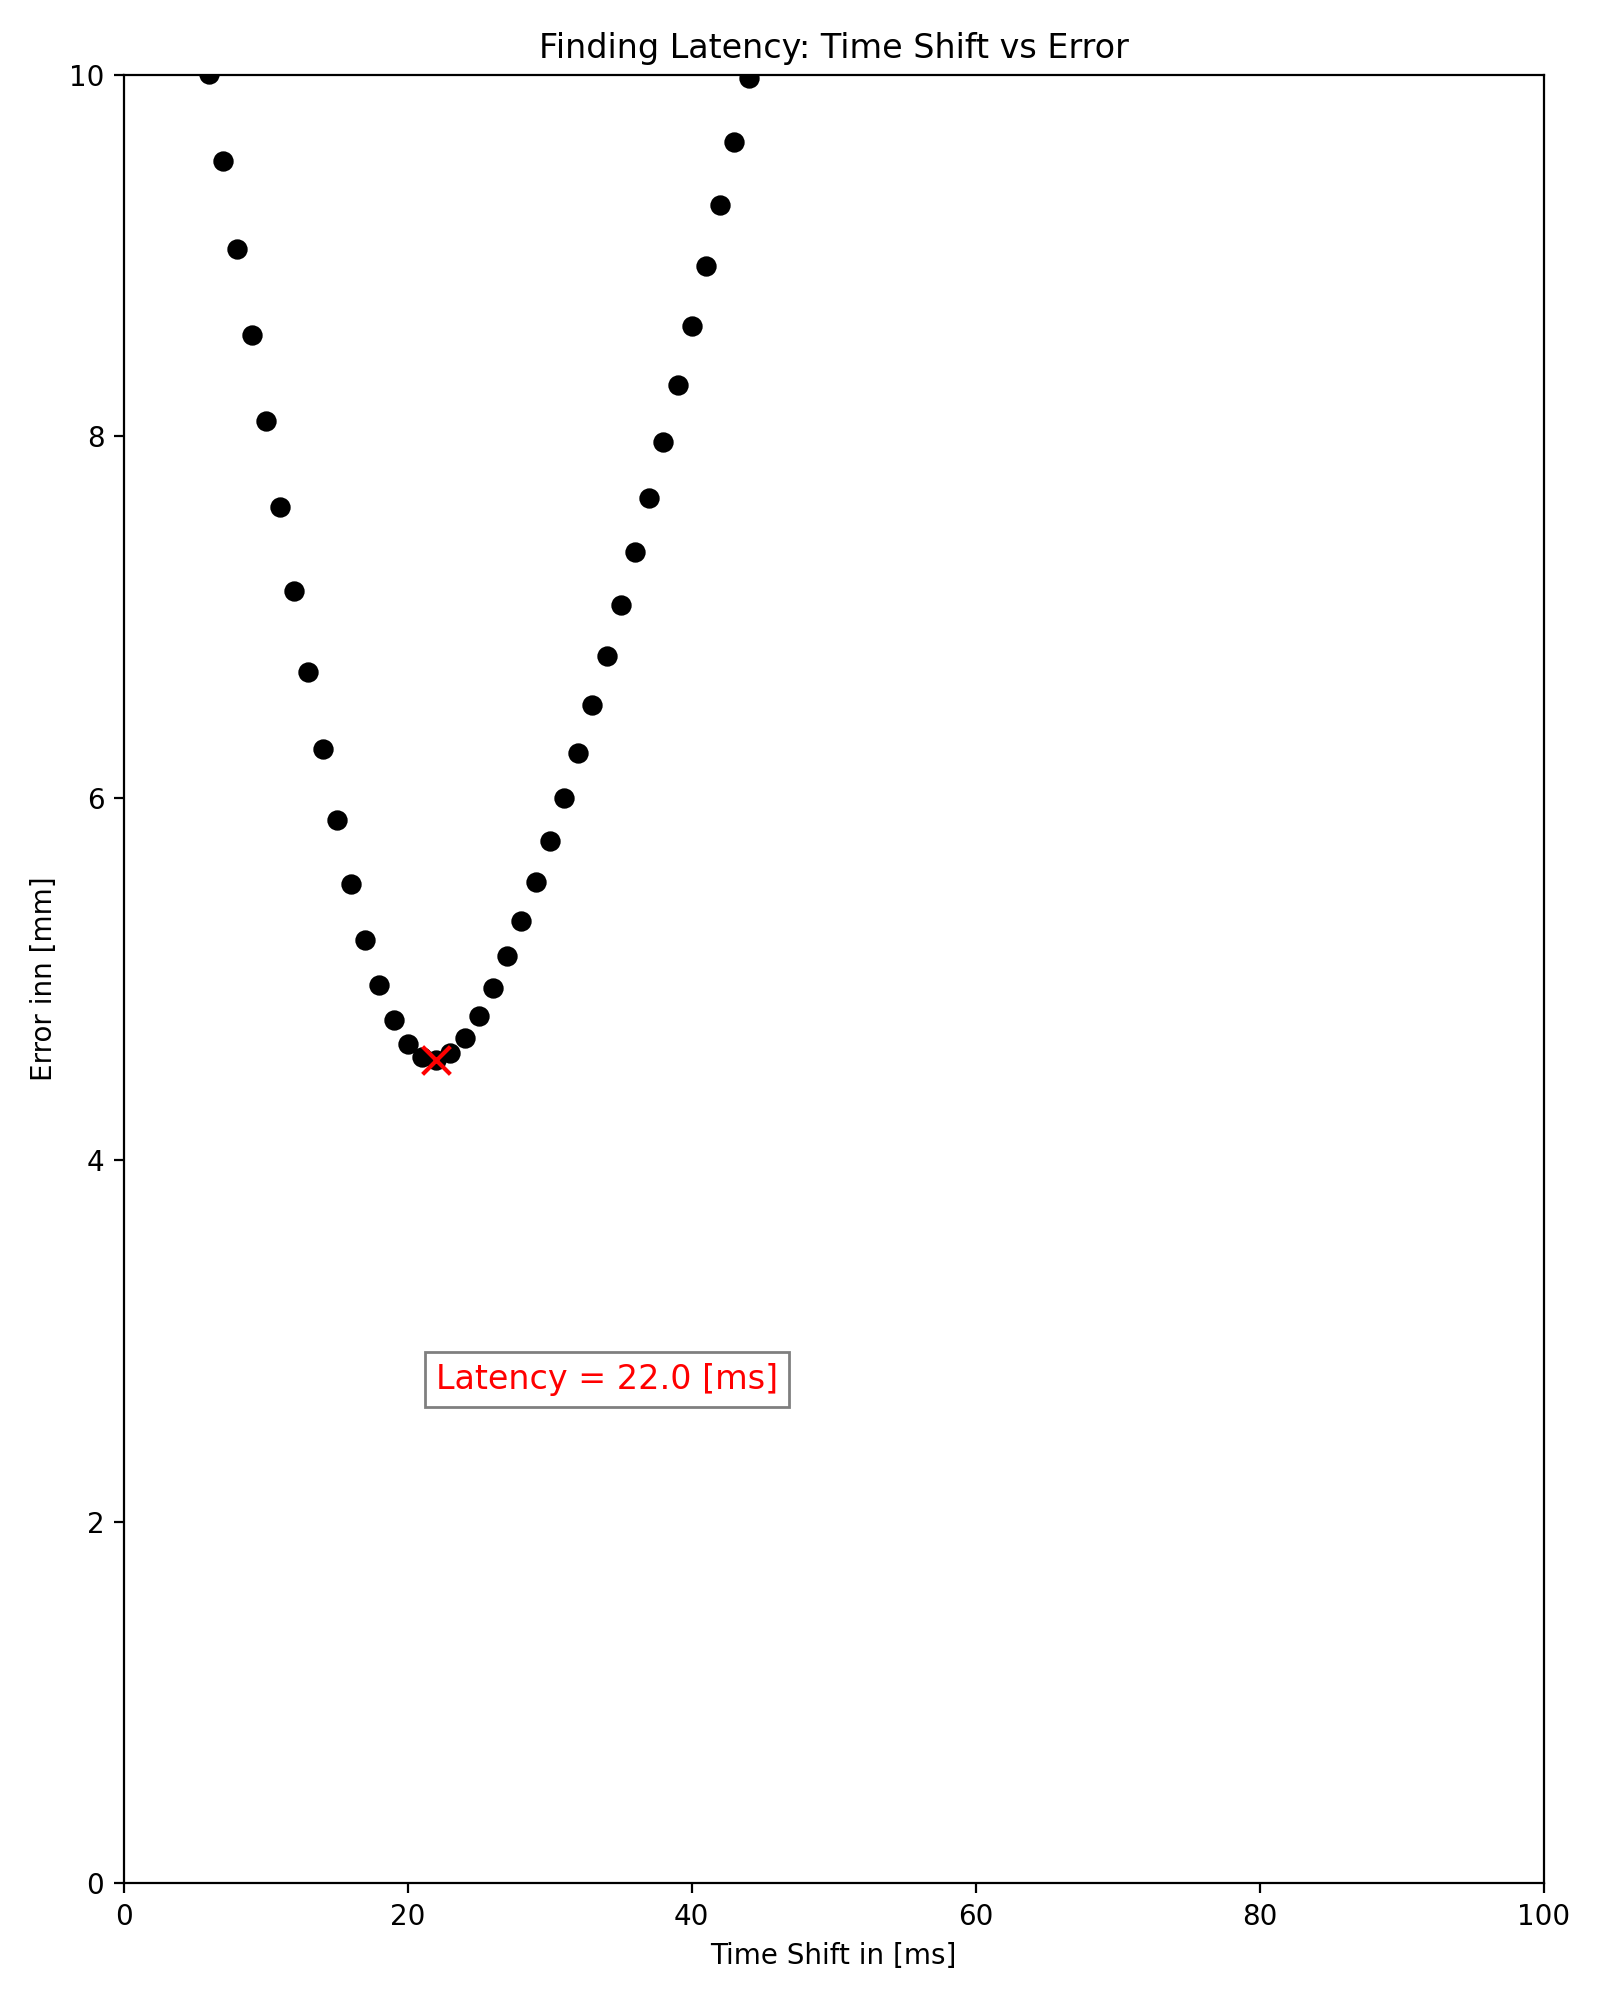 Finding Latency: Time Shift vs Error
10
8
6
4
2
0
Error inn [mm]
Latency = 22.0 [ms]
0 20 40 60 80 100
Time Shift in [ms]